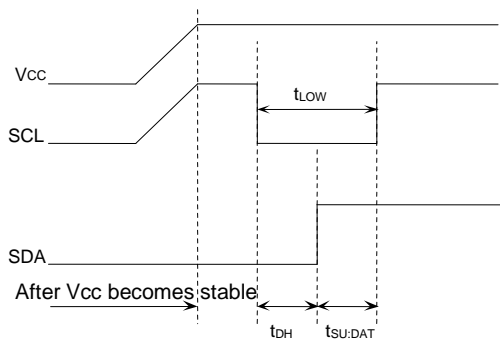 VCC
tLOW
SCL
SDA
After Vcc becomes stable
tDH
tSU:DAT